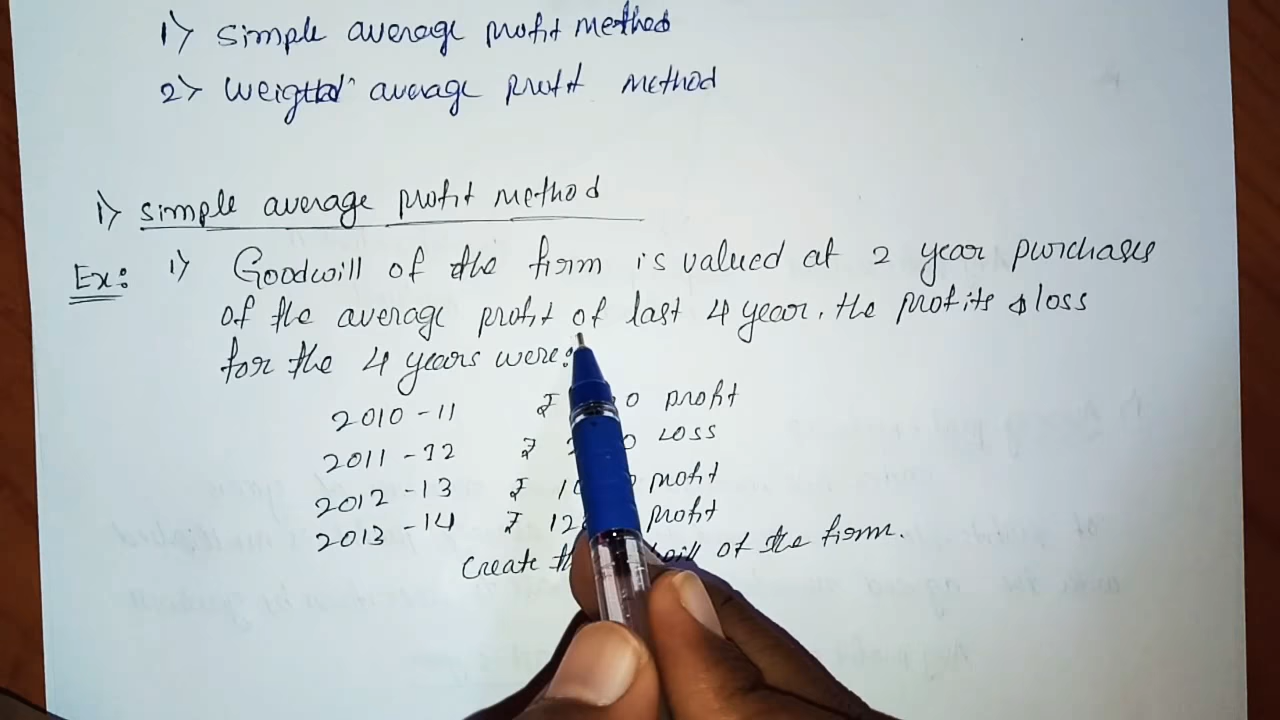 1) Simple average profit method
2) Weigtd average profit method
1) Simple average profit method
Ex: 1) Goodwill of the firm is valued at 2 year purchases
of the average profit of last 4 year. the profits & loss
for the 4 years were:
2010 - 11 ₹ profit
2011 - 12 ₹ Loss
2012 - 13 ₹ profit
2013 - 14 ₹ profit
Create of the firm.